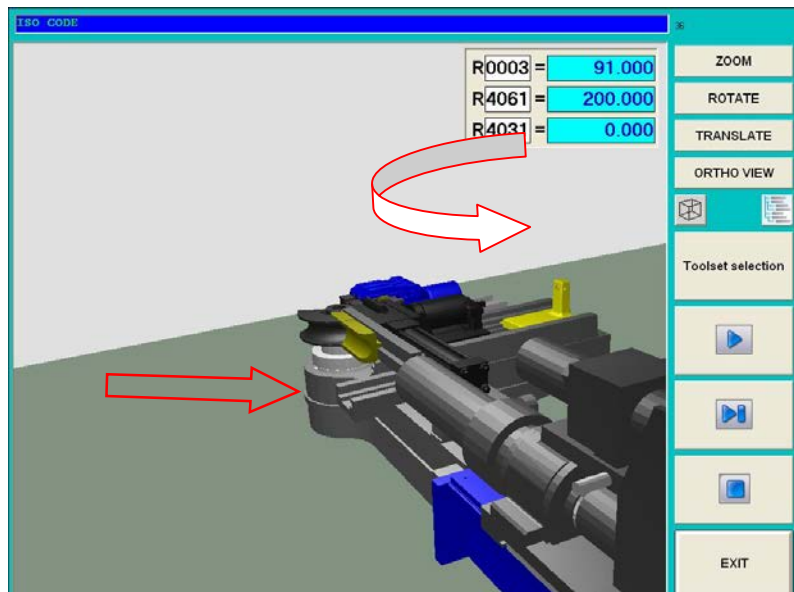 ISO CODE
36
R0003 = 91.000
R4061 = 200.000
R4031 = 0.000
ZOOM
ROTATE
TRANSLATE
ORTHO VIEW
Toolset selection
EXIT